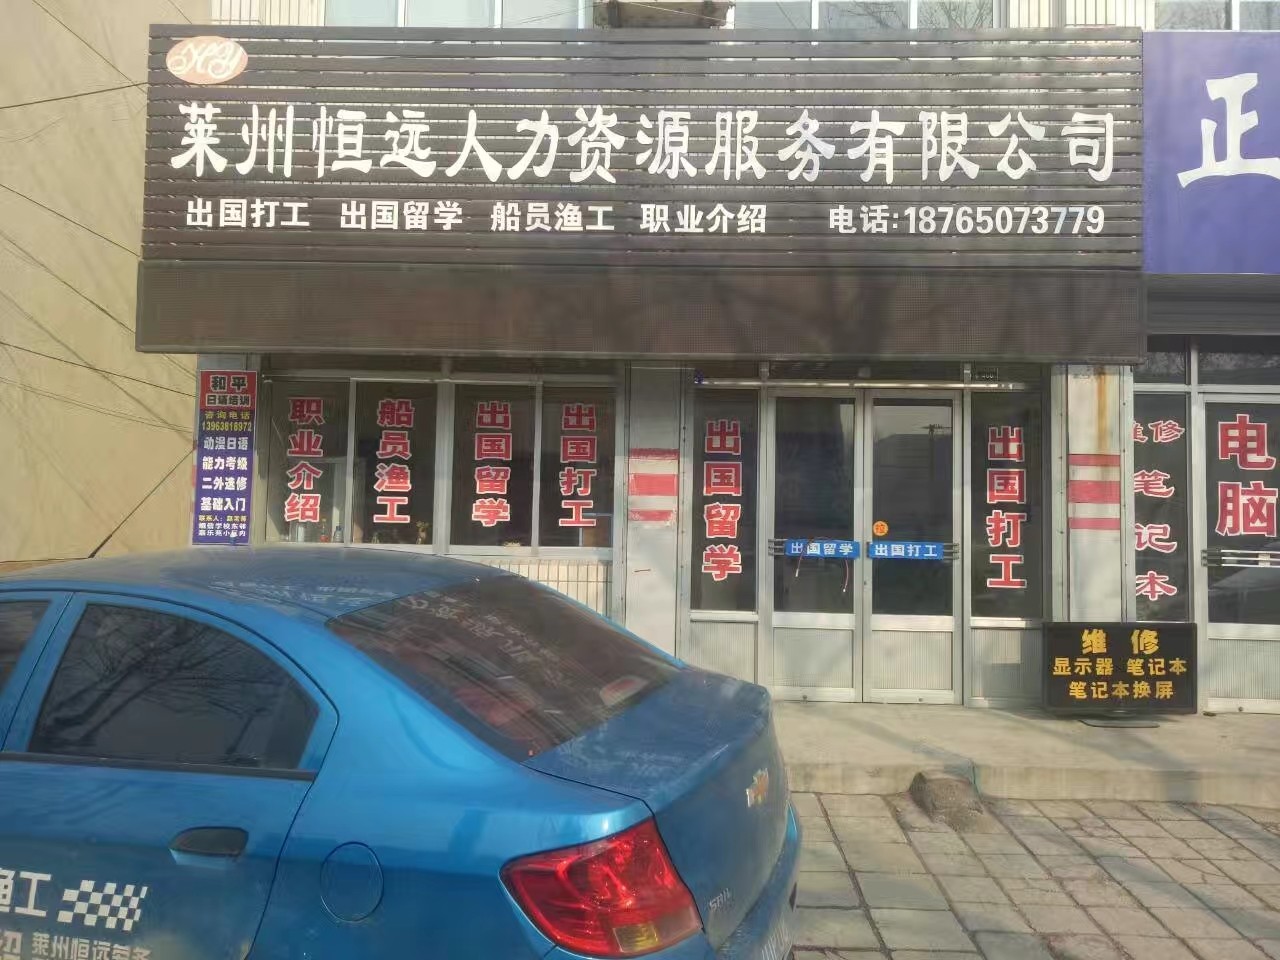 HY
莱州恒远人力资源服务有限公司
出国打工 出国留学 船员渔工 职业介绍 电话:18765073779
正
和平
日语培训
咨询电话
13963816972
动漫日语
能力考级
二外选修
基础入门
职业介绍
船员渔工
出国留学
出国打工
出国留学
出国留学
出国打工
出国打工
维修笔记本
电脑
维修
显示器 笔记本
笔记本换屏
渔工
莱州恒远劳务
SAIL